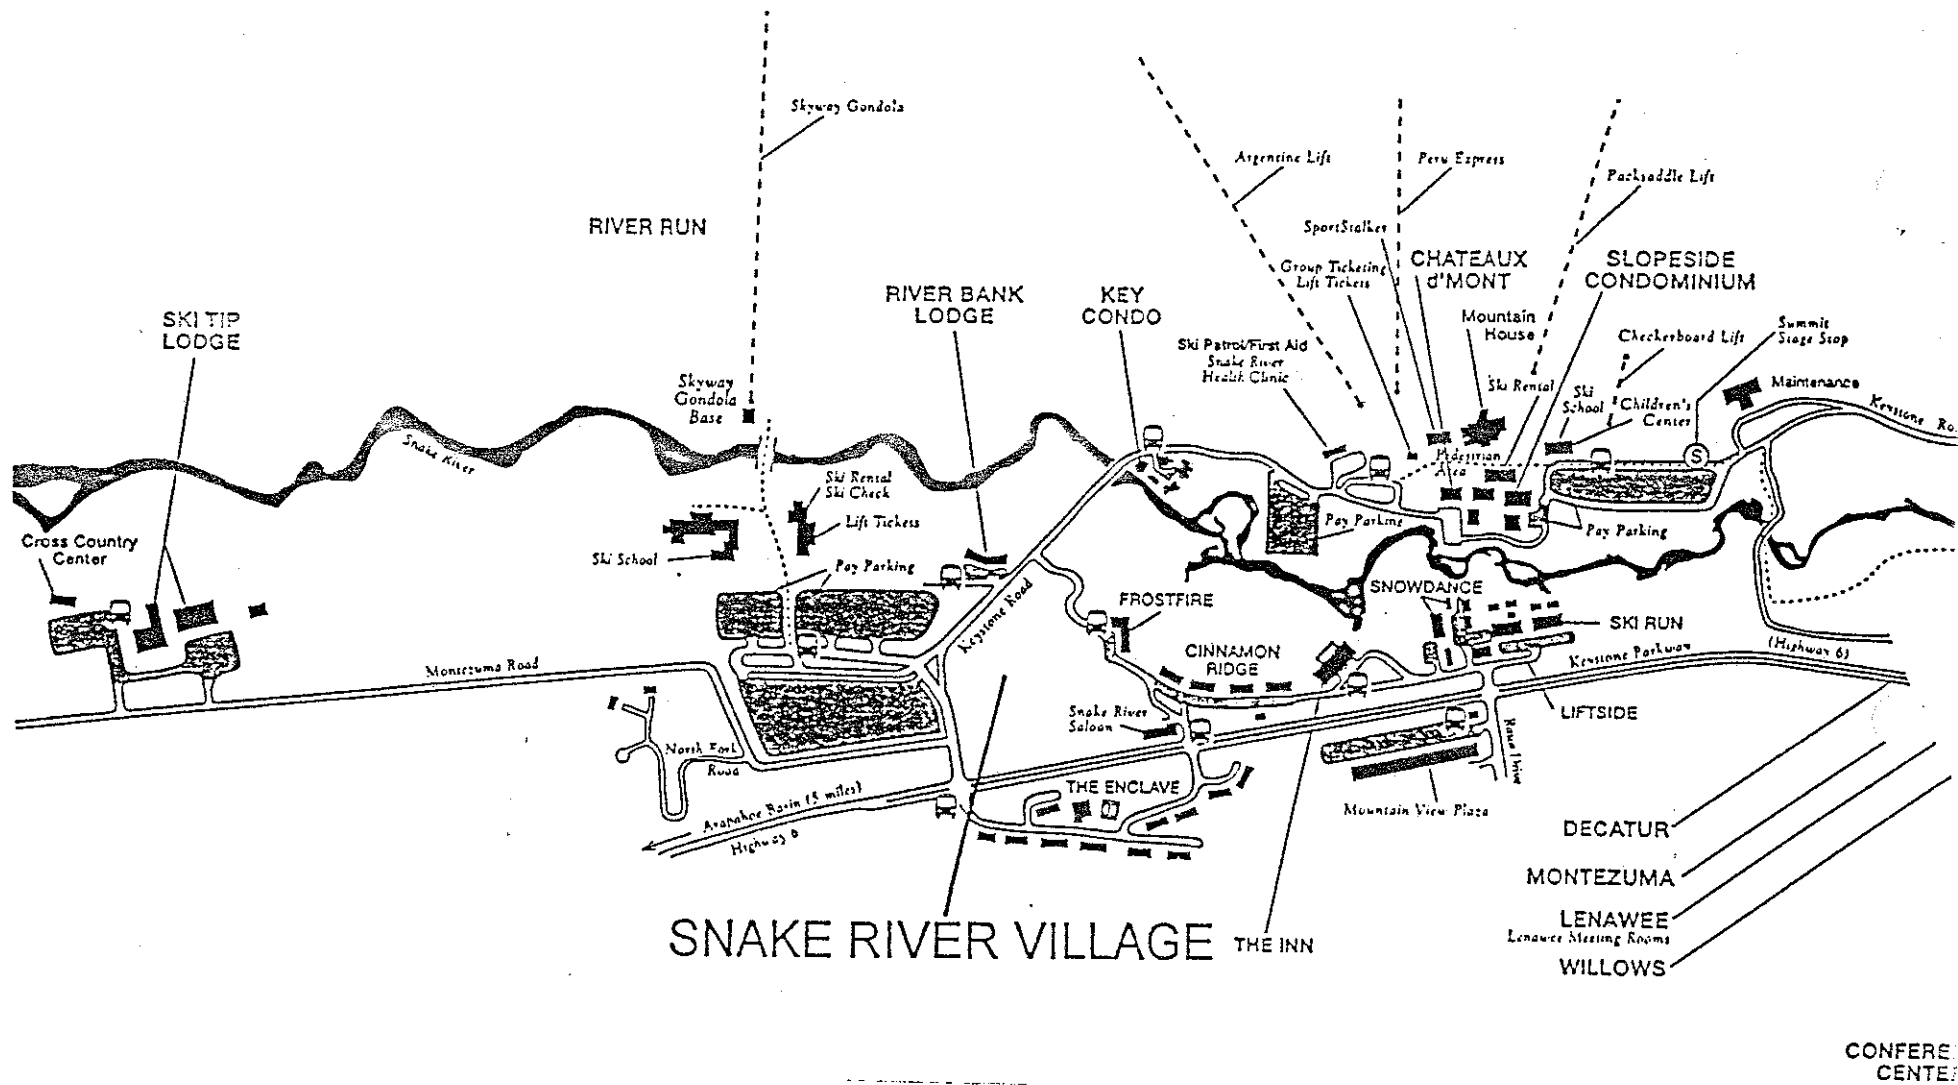 Skyway Gondola
Argentine Lift
Peru Express
Packsaddle Lift
RIVER RUN
SportStalker
Group Ticketing
Lift Tickets
CHATEAUX
d'MONT
SLOPESIDE
CONDOMINIUM
RIVER BANK
LODGE
KEY
CONDO
SKI TIP
LODGE
Mountain
House
Summit
Stage Stop
Checkerboard Lift
Ski Patrol/First Aid
Snake River
Health Clinic
Skyway
Gondola
Base
Ski Rental
Ski
School
Children's
Center
Maintenance
Keystone Ro
Snake River
Pedestrian
Area
S
Ski Rental
Ski Check
Lift Tickets
Ski School
Pay Parking
Pay Parking
Pay Parking
Cross Country
Center
Keystone Road
FROSTFIRE
SNOWDANCE
SKI RUN
CINNAMON
RIDGE
Keystone Parkway
(Highway 6)
Montezuma Road
LIFTSIDE
Snake River
Saloon
North Fork
Road
THE ENCLAVE
Mountain View Plaza
Arapahoe Basin (5 miles)
Highway 6
DECATUR
MONTEZUMA
LENAWEE
Lenawee Meeting Rooms
WILLOWS
SNAKE RIVER VILLAGE
THE INN
CONFERE
CENTE